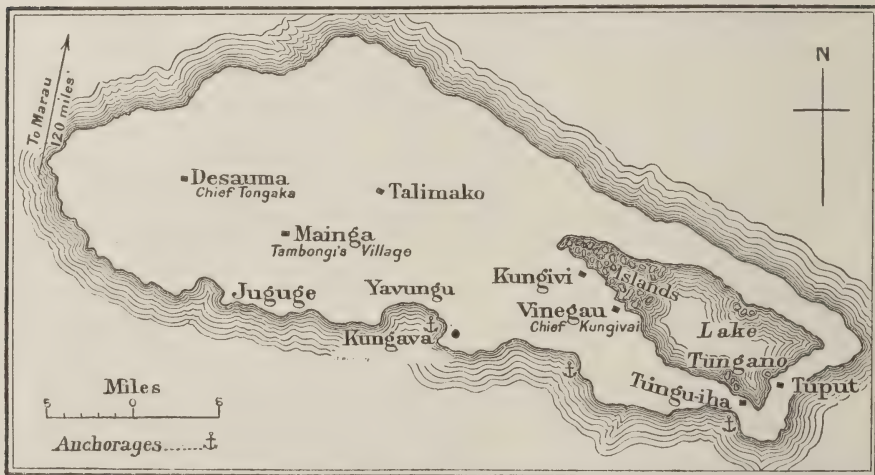 To Marau
120 miles
N
Desauma
Chief Tongaka
Talimako
Mainga
Tambongi's Village
Kungivi
Islands
Juguge
Yavungu
Vinegau
Chief Kungivai
Lake
Tungano
Kungava
Tuput
Tingu-iha
Miles
5 0 5
Anchorages